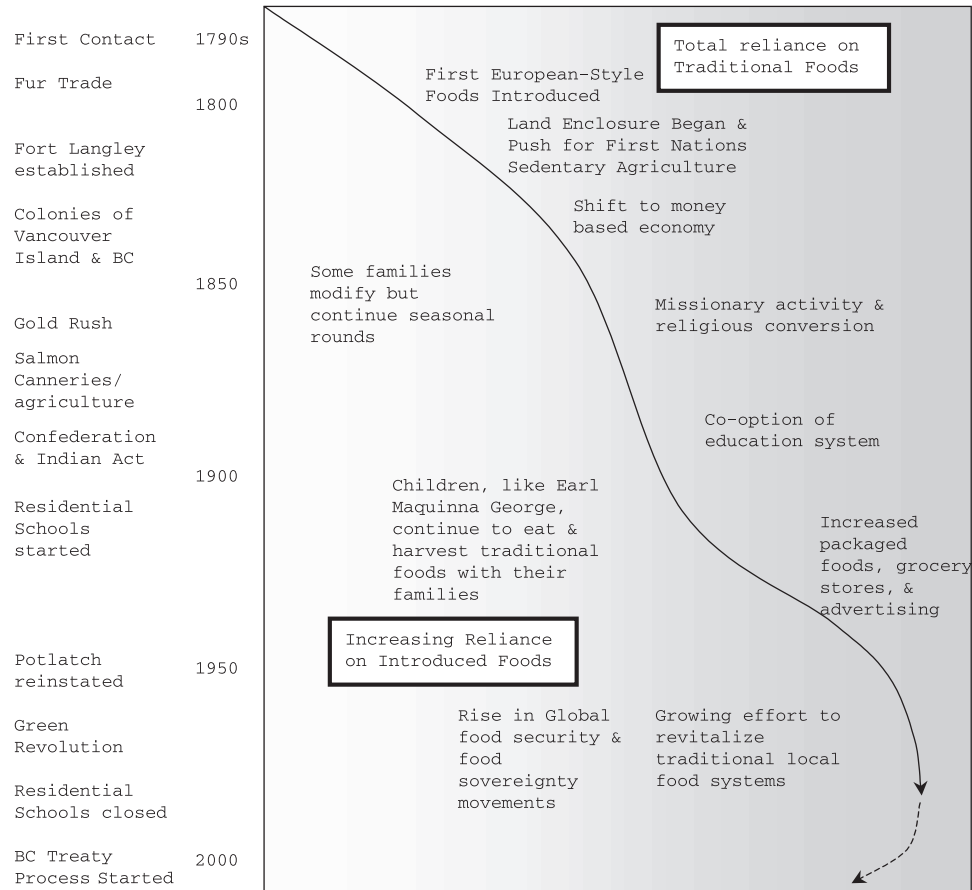 First Contact
1790s
Fur Trade
1800
Fort Langley
established
Colonies of
Vancouver
Island & BC
1850
Gold Rush
Salmon
Canneries/
agriculture
Confederation
& Indian Act
1900
Residential
Schools
started
Potlatch
reinstated
1950
Green
Revolution
Residential
Schools closed
BC Treaty
Process Started
2000
Total reliance on
Traditional Foods
First European-Style
Foods Introduced
Land Enclosure Began &
Push for First Nations
Sedentary Agriculture
Shift to money
based economy
Some families
modify but
continue seasonal
rounds
Missionary activity &
religious conversion
Co-option of
education system
Children, like Earl
Maquinna George,
continue to eat &
harvest traditional
foods with their
families
Increased
packaged
foods, grocery
stores, &
advertising
Increasing Reliance
on Introduced Foods
Rise in Global
food security &
food
sovereignty
movements
Growing effort to
revitalize
traditional local
food systems